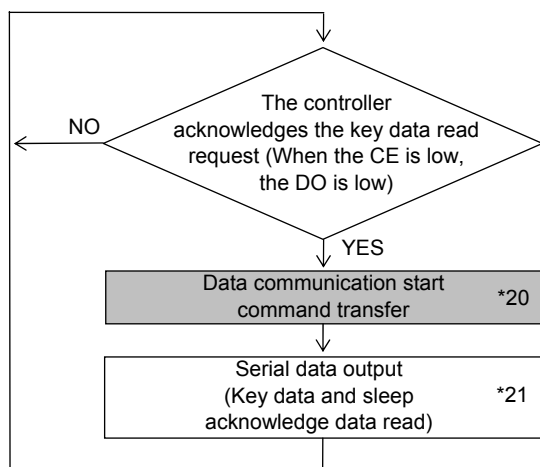 The controller
acknowledges the key data read
request (When the CE is low,
the DO is low)
NO
YES
Data communication start
command transfer
*20
Serial data output
(Key data and sleep
acknowledge data read)
*21